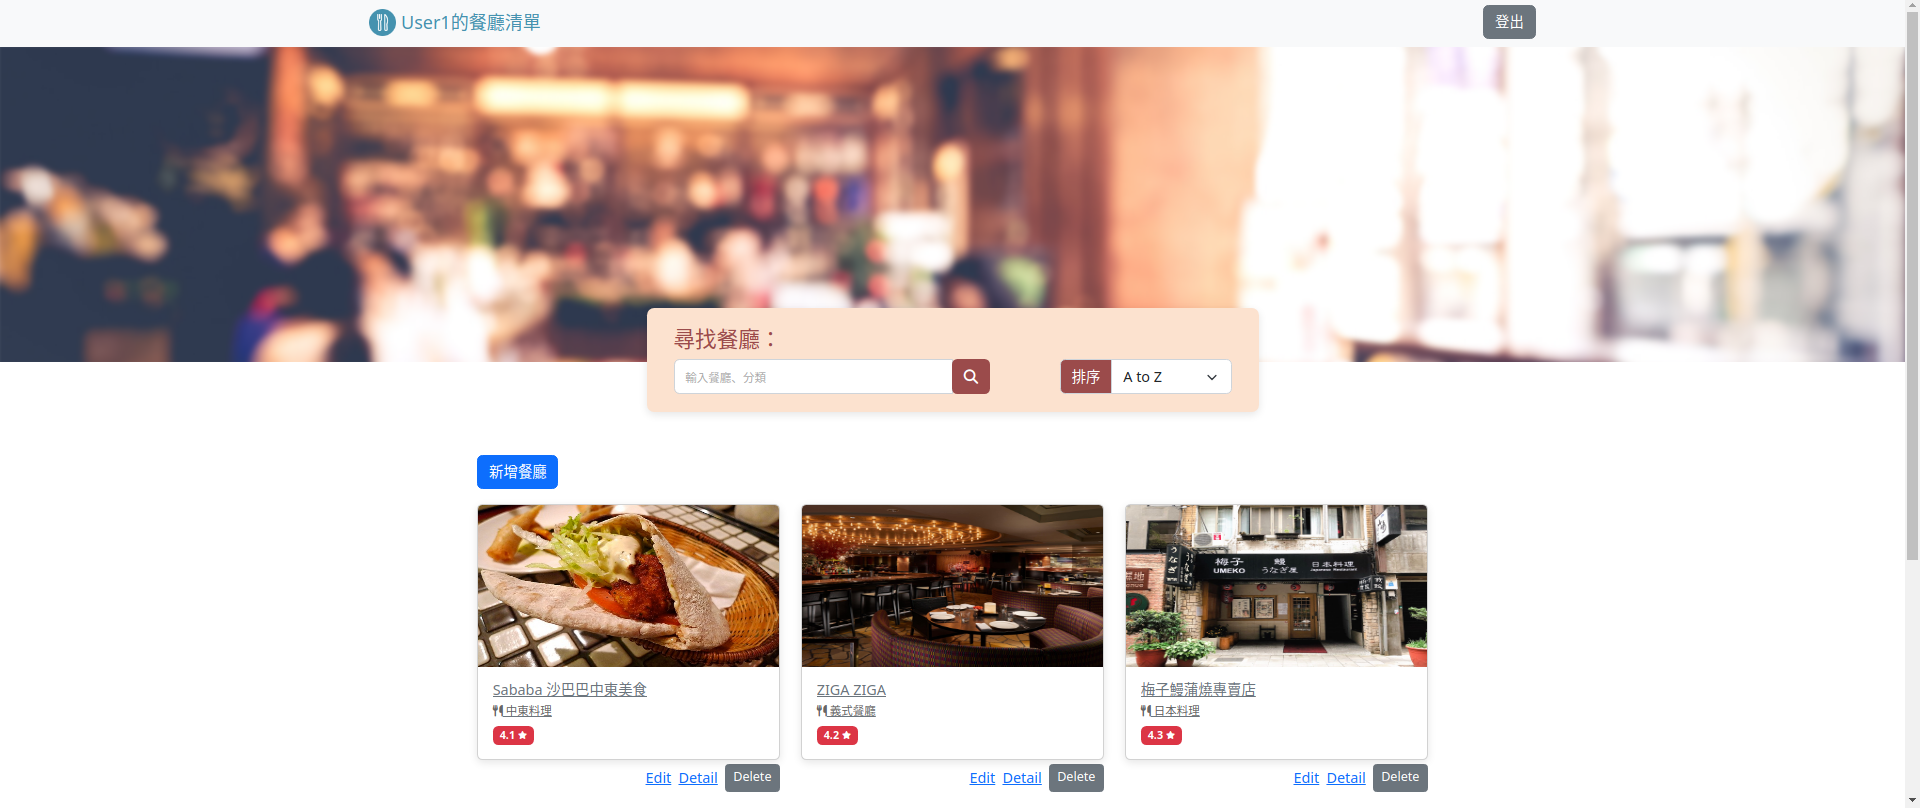 User1的餐廳清單
登出
尋找餐廳：
輸入餐廳、分類
排序 A to Z
新增餐廳
梅子 鰻 日本料理
UMEKO うなぎ屋 Japanese Restaurant
うなぎ
Sababa 沙巴巴中東美食
中東料理
4.1
Edit Detail Delete
ZIGA ZIGA
義式餐廳
4.2
Edit Detail Delete
梅子鰻蒲燒專賣店
日本料理
4.3
Edit Detail Delete